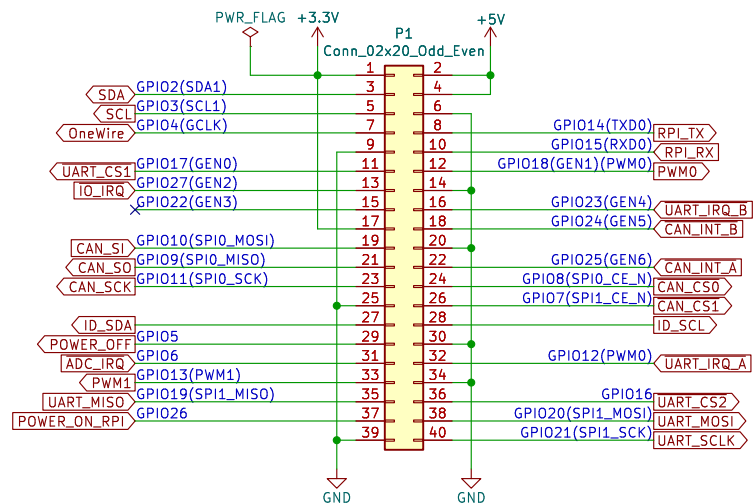 PWR_FLAG +3.3V +5V
P1
Conn_02x20_Odd_Even
1 2
SDA GPIO2(SDA1) 3 4
SCL GPIO3(SCL1) 5 6
OneWire GPIO4(GCLK) 7 8 GPIO14(TXD0) RPI_TX
9 10 GPIO15(RXD0) RPI_RX
UART_CS1 GPIO17(GEN0) 11 12 GPIO18(GEN1)(PWM0) PWM0
IO_IRQ GPIO27(GEN2) 13 14
GPIO22(GEN3) 15 16 GPIO23(GEN4) UART_IRQ_B
17 18 GPIO24(GEN5) CAN_INT_B
CAN_SI GPIO10(SPI0_MOSI) 19 20
CAN_SO GPIO9(SPI0_MISO) 21 22 GPIO25(GEN6) CAN_INT_A
CAN_SCK GPIO11(SPI0_SCK) 23 24 GPIO8(SPI0_CE_N) CAN_CS0
25 26 GPIO7(SPI1_CE_N) CAN_CS1
ID_SDA 27 28 ID_SCL
POWER_OFF GPIO5 29 30
ADC_IRQ GPIO6 31 32 GPIO12(PWM0) UART_IRQ_A
PWM1 GPIO13(PWM1) 33 34
UART_MISO GPIO19(SPI1_MISO) 35 36 GPIO16 UART_CS2
POWER_ON_RPI GPIO26 37 38 GPIO20(SPI1_MOSI) UART_MOSI
39 40 GPIO21(SPI1_SCK) UART_SCLK
GND GND